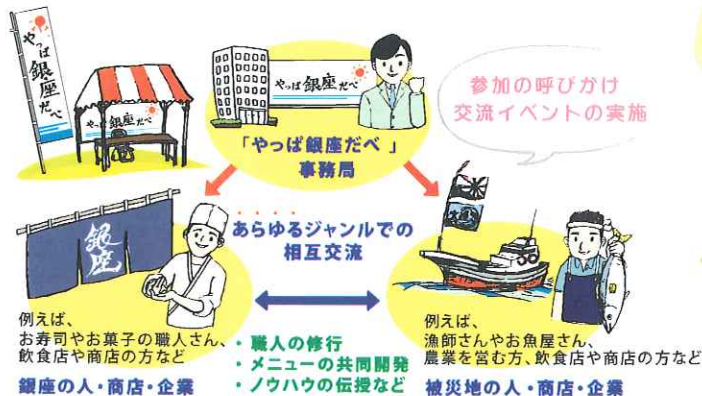 やっぱ銀座だべ
やっぱ銀座だべ
やっぱ銀座だべ
「やっぱ銀座だべ」
事務局
参加の呼びかけ
交流イベントの実施
銀座
あらゆるジャンルでの
相互交流
例えば、
お寿司やお菓子の職人さん、
飲食店や商店の方など
銀座の人・商店・企業
・職人の修行
・メニューの共同開発
・ノウハウの伝授など
例えば、
漁師さんやお魚屋さん、
農業を営む方、飲食店や商店の方など
被災地の人・商店・企業